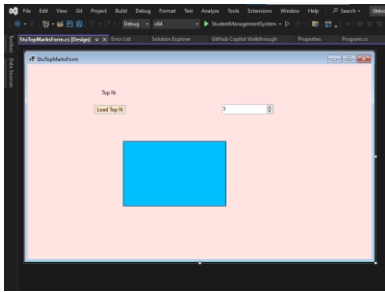 File Edit View Git Project Build Debug Format Test Analyze Tools Extensions Window Help Search
Debug x64 StudentManagementSystem
StuTopMarksForm.cs [Design] Error List Solution Explorer GitHub Copilot Walkthrough Properties Program.cs
Toolbox
Data Sources
StuTopMarksForm
Top N:
Load Top N
5